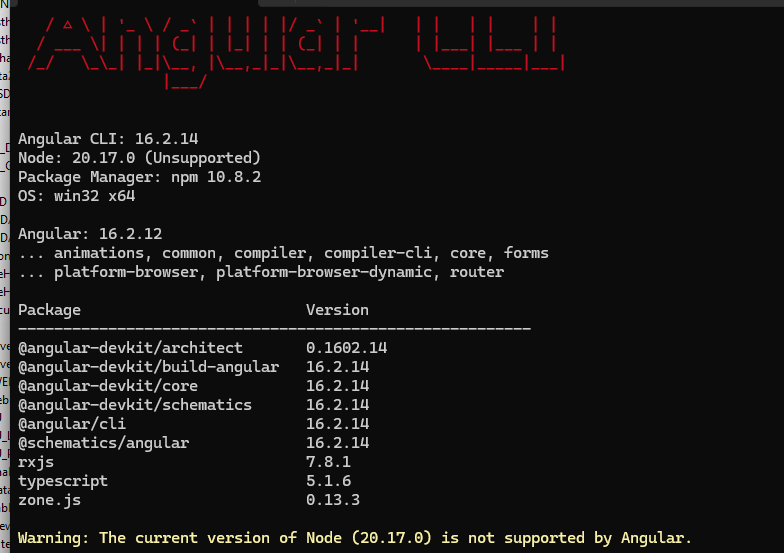 Angular CLI
Angular CLI: 16.2.14
Node: 20.17.0 (Unsupported)
Package Manager: npm 10.8.2
OS: win32 x64
Angular: 16.2.12
... animations, common, compiler, compiler-cli, core, forms
... platform-browser, platform-browser-dynamic, router
Package Version
------------------------------------------------------
@angular-devkit/architect 0.1602.14
@angular-devkit/build-angular 16.2.14
@angular-devkit/core 16.2.14
@angular-devkit/schematics 16.2.14
@angular/cli 16.2.14
@schematics/angular 16.2.14
rxjs 7.8.1
typescript 5.1.6
zone.js 0.13.3
Warning: The current version of Node (20.17.0) is not supported by Angular.